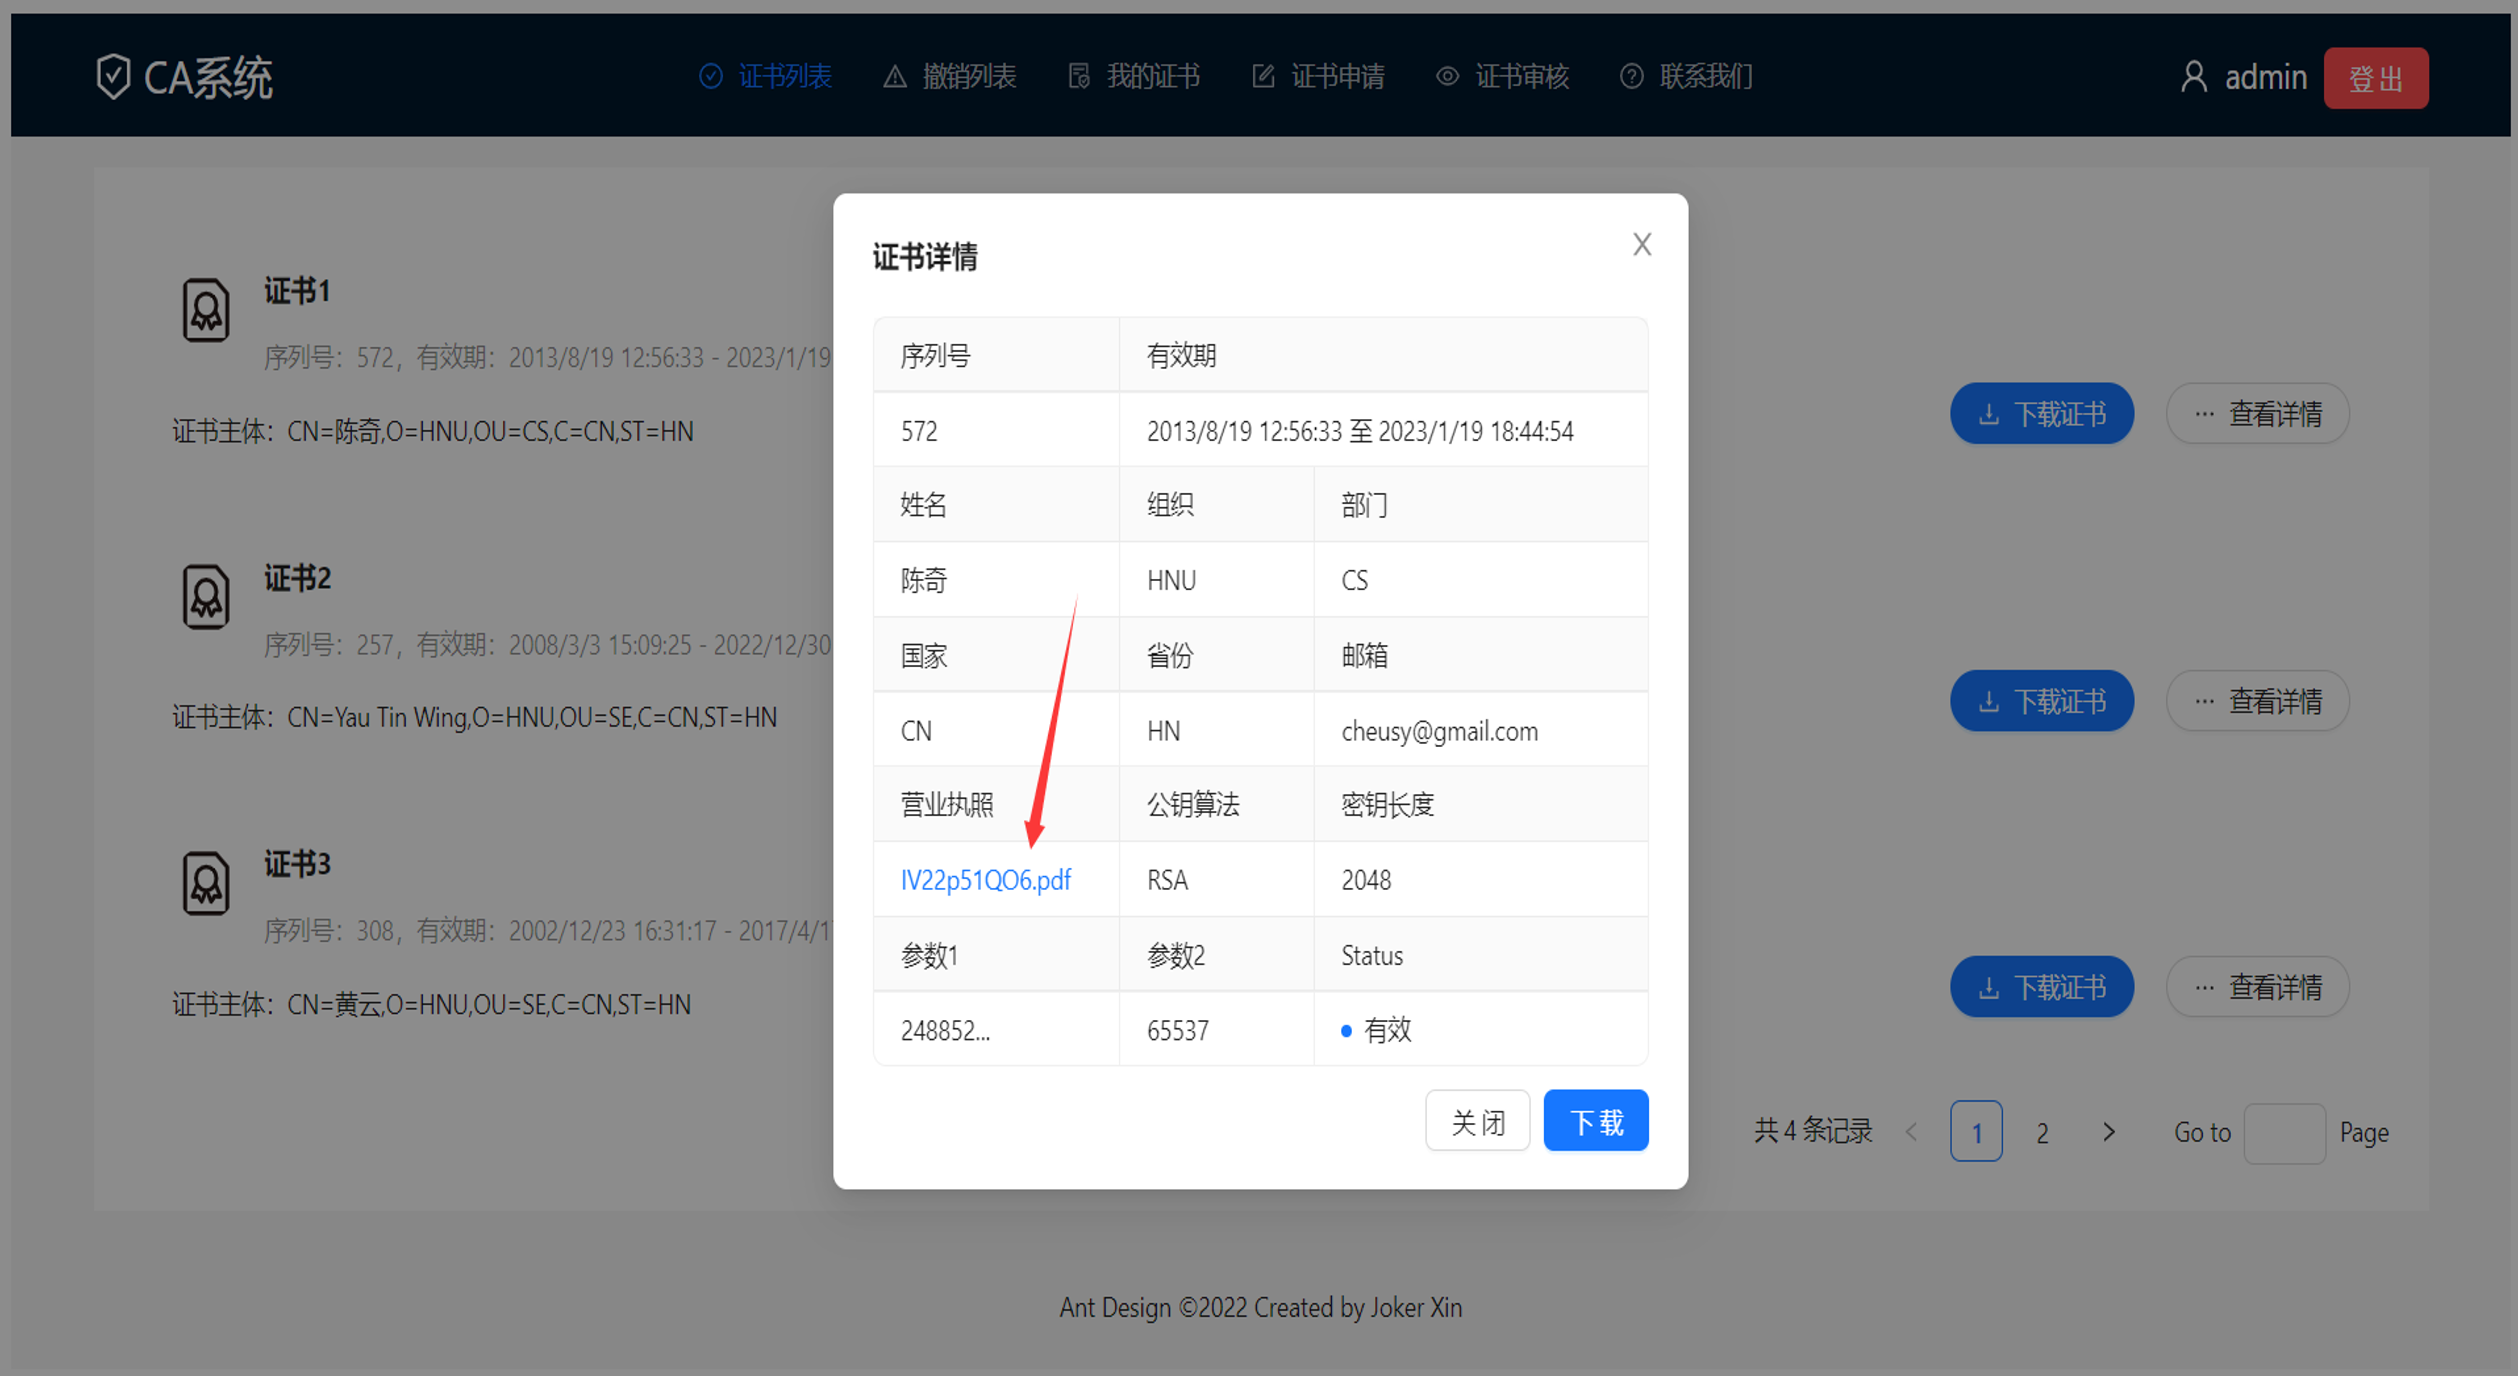 CA系统
证书列表 撤销列表 我的证书 证书申请 证书审核 联系我们
admin 登出
证书1
序列号：572，有效期：2013/8/19 12:56:33 - 2023/1/19
证书主体：CN=陈奇,O=HNU,OU=CS,C=CN,ST=HN
下载证书 ··· 查看详情
证书2
序列号：257，有效期：2008/3/3 15:09:25 - 2022/12/30
证书主体：CN=Yau Tin Wing,O=HNU,OU=SE,C=CN,ST=HN
下载证书 ··· 查看详情
证书3
序列号：308，有效期：2002/12/23 16:31:17 - 2017/4/1
证书主体：CN=黄云,O=HNU,OU=SE,C=CN,ST=HN
下载证书 ··· 查看详情
证书详情 X
序列号 有效期
572 2013/8/19 12:56:33 至 2023/1/19 18:44:54
姓名 组织 部门
陈奇 HNU CS
国家 省份 邮箱
CN HN cheusy@gmail.com
营业执照 公钥算法 密钥长度
IV22p51QO6.pdf RSA 2048
参数1 参数2 Status
248852... 65537 有效
关闭 下载
共 4 条记录 < 1 2 > Go to Page
Ant Design ©2022 Created by Joker Xin